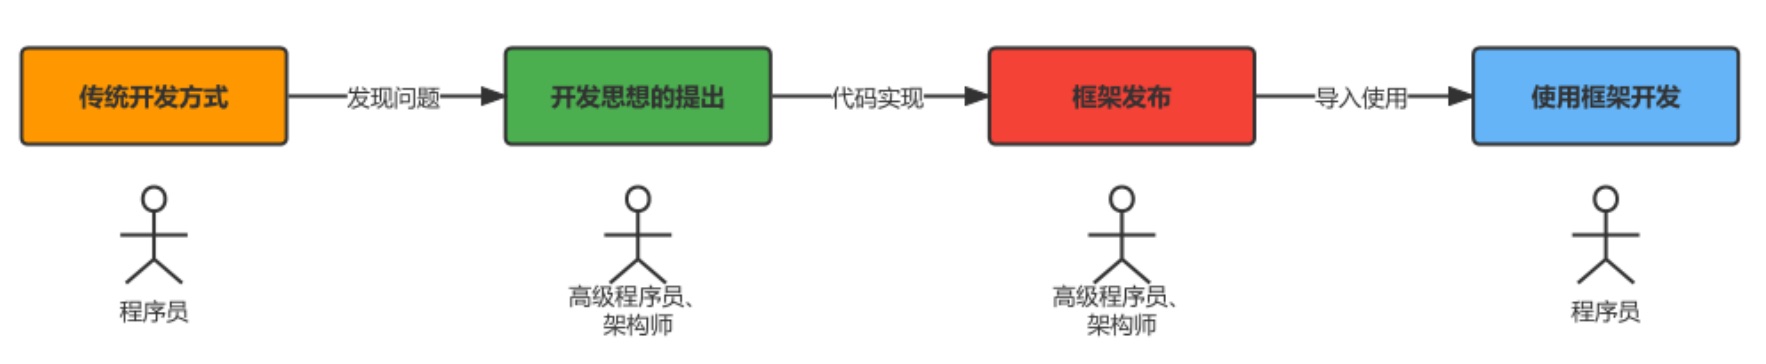 传统开发方式
发现问题
开发思想的提出
代码实现
框架发布
导入使用
使用框架开发
程序员
高级程序员、
架构师
高级程序员、
架构师
程序员